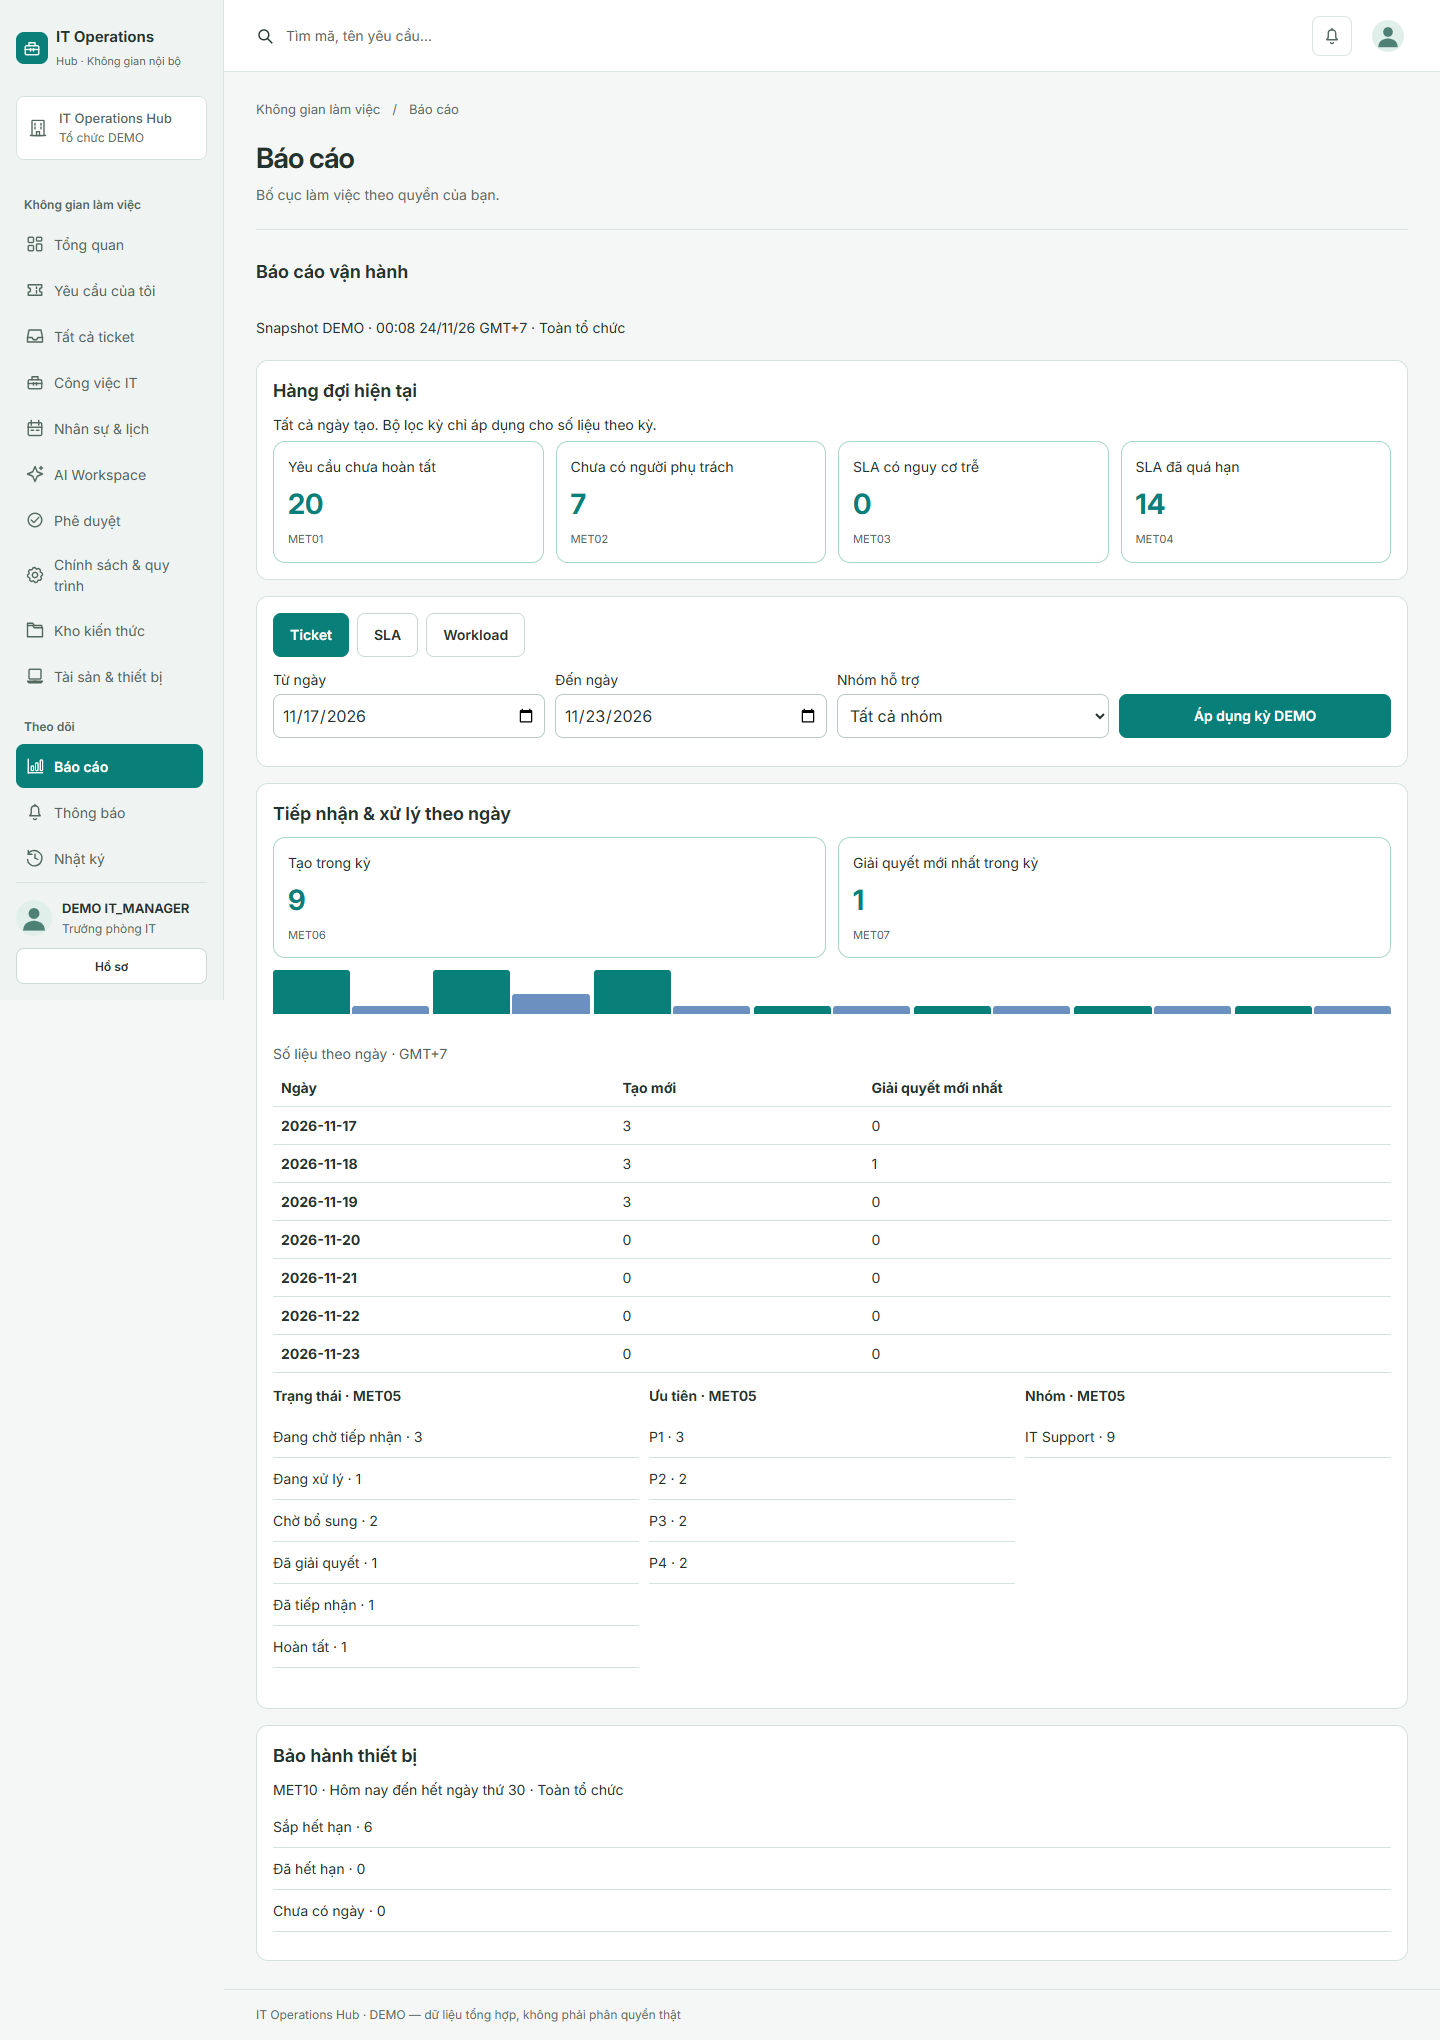 IT Operations
Hub · Không gian nội bộ
IT Operations Hub
Tổ chức DEMO
Không gian làm việc
Tổng quan
Yêu cầu của tôi
Tất cả ticket
Công việc IT
Nhân sự & lịch
AI Workspace
Phê duyệt
Chính sách & quy
trình
Kho kiến thức
Tài sản & thiết bị
Theo dõi
Báo cáo
Thông báo
Nhật ký
DEMO IT_MANAGER
Trưởng phòng IT
Hồ sơ
Tìm mã, tên yêu cầu...
Không gian làm việc / Báo cáo
Báo cáo
Bố cục làm việc theo quyền của bạn.
Báo cáo vận hành
Snapshot DEMO · 00:08 24/11/26 GMT+7 · Toàn tổ chức
Hàng đợi hiện tại
Tất cả ngày tạo. Bộ lọc kỳ chỉ áp dụng cho số liệu theo kỳ.
Yêu cầu chưa hoàn tất
20
MET01
Chưa có người phụ trách
7
MET02
SLA có nguy cơ trễ
0
MET03
SLA đã quá hạn
14
MET04
Ticket SLA Workload
Từ ngày Đến ngày Nhóm hỗ trợ
11/17/2026 11/23/2026 Tất cả nhóm Áp dụng kỳ DEMO
Tiếp nhận & xử lý theo ngày
Tạo trong kỳ
9
MET06
Giải quyết mới nhất trong kỳ
1
MET07
Số liệu theo ngày · GMT+7
Ngày Tạo mới Giải quyết mới nhất
2026-11-17 3 0
2026-11-18 3 1
2026-11-19 3 0
2026-11-20 0 0
2026-11-21 0 0
2026-11-22 0 0
2026-11-23 0 0
Trạng thái · MET05
Đang chờ tiếp nhận · 3
Đang xử lý · 1
Chờ bổ sung · 2
Đã giải quyết · 1
Đã tiếp nhận · 1
Hoàn tất · 1
Ưu tiên · MET05
P1 · 3
P2 · 2
P3 · 2
P4 · 2
Nhóm · MET05
IT Support · 9
Bảo hành thiết bị
MET10 · Hôm nay đến hết ngày thứ 30 · Toàn tổ chức
Sắp hết hạn · 6
Đã hết hạn · 0
Chưa có ngày · 0
IT Operations Hub · DEMO — dữ liệu tổng hợp, không phải phân quyền thật